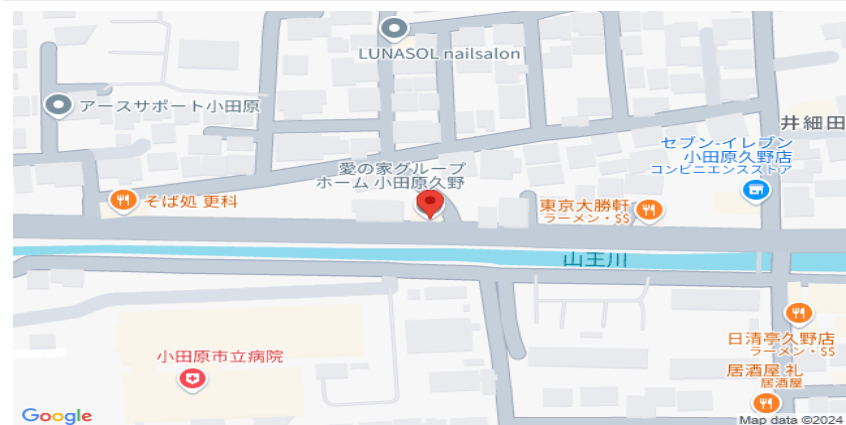 LUNASOL nailsalon
アースサポート小田原
井細田
セブン-イレブン
小田原久野店
コンビニエンスストア
愛の家グループ
ホーム 小田原久野
そば処 更科
東京大勝軒
ラーメン・$$
山王川
日清亭久野店
ラーメン・$$
小田原市立病院
居酒屋 礼
居酒屋
Google
Map data ©2024